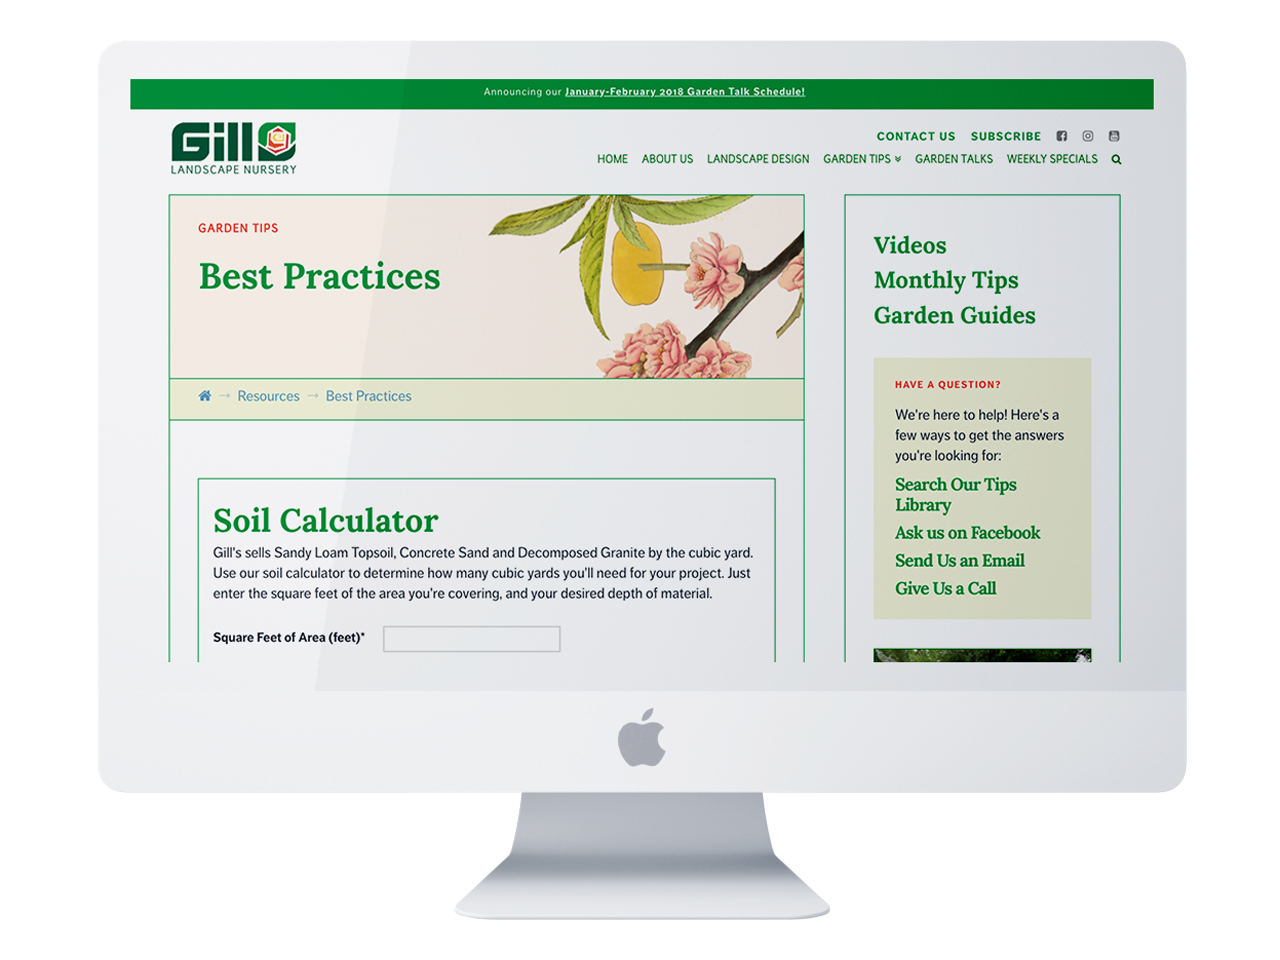 Announcing our January-February 2018 Garden Talk Schedule!
Gill
LANDSCAPE NURSERY
CONTACT US SUBSCRIBE
HOME ABOUT US LANDSCAPE DESIGN GARDEN TIPS GARDEN TALKS WEEKLY SPECIALS
GARDEN TIPS
Best Practices
Resources → Best Practices
Soil Calculator
Gill's sells Sandy Loam Topsoil, Concrete Sand and Decomposed Granite by the cubic yard.
Use our soil calculator to determine how many cubic yards you'll need for your project. Just
enter the square feet of the area you're covering, and your desired depth of material.
Square Feet of Area (feet)*
Videos
Monthly Tips
Garden Guides
HAVE A QUESTION?
We're here to help! Here's a
few ways to get the answers
you're looking for:
Search Our Tips
Library
Ask us on Facebook
Send Us an Email
Give Us a Call